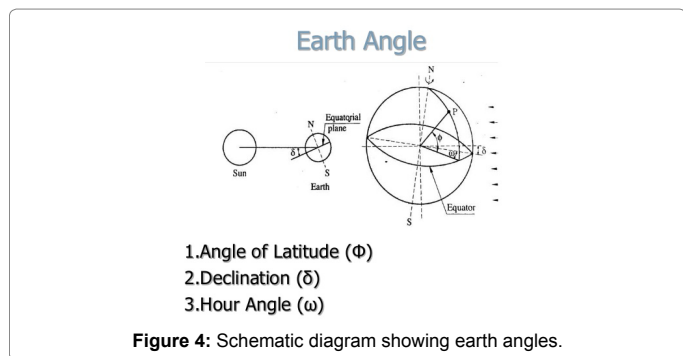 Earth Angle
N
Equatorial
plane
δ
S
Sun
Earth
N
P
ϕ
ω
δ
Equator
S
1.Angle of Latitude (Φ)
2.Declination (δ)
3.Hour Angle (ω)
Figure 4: Schematic diagram showing earth angles.